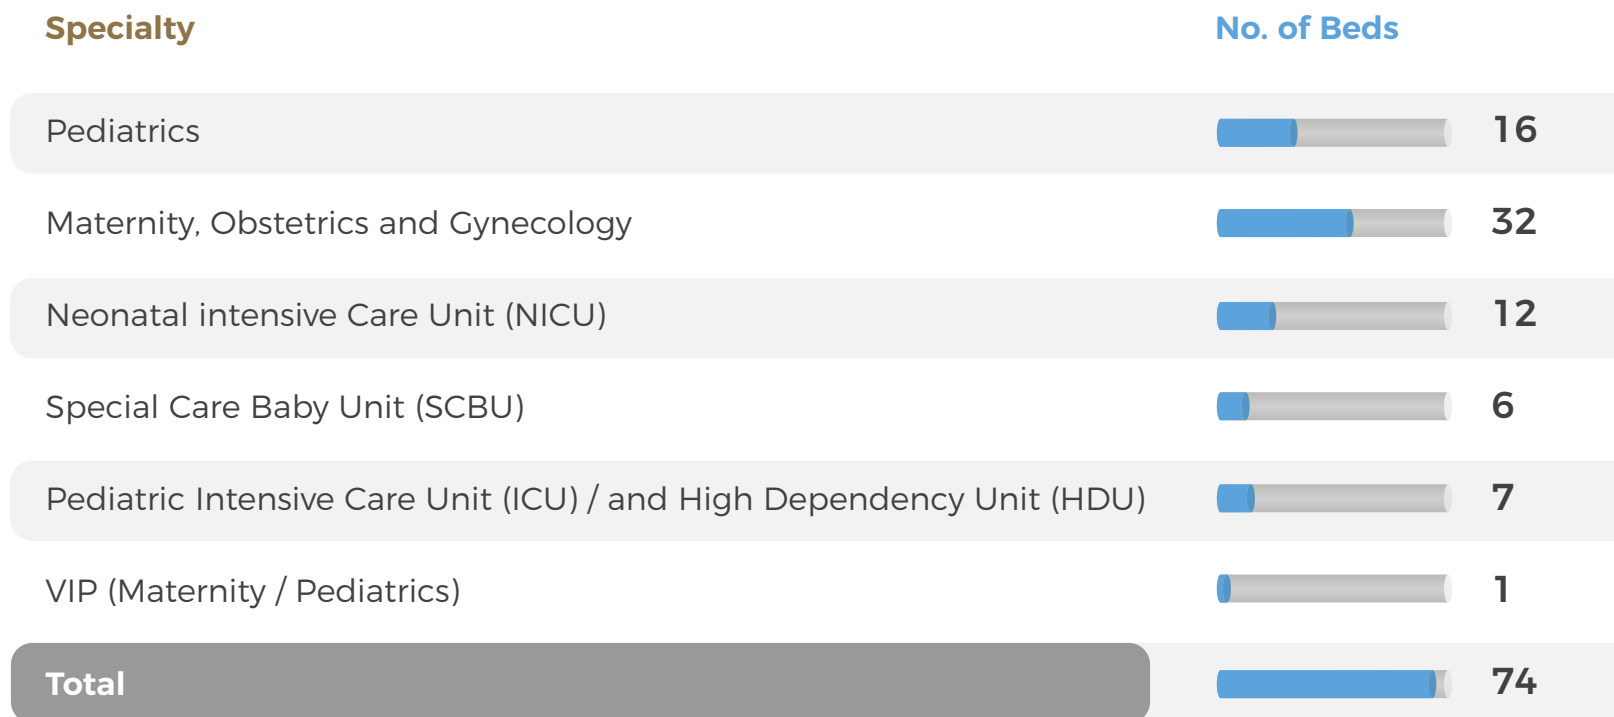 Specialty No. of Beds
Pediatrics 16
Maternity, Obstetrics and Gynecology 32
Neonatal intensive Care Unit (NICU) 12
Special Care Baby Unit (SCBU) 6
Pediatric Intensive Care Unit (ICU) / and High Dependency Unit (HDU) 7
VIP (Maternity / Pediatrics) 1
Total 74